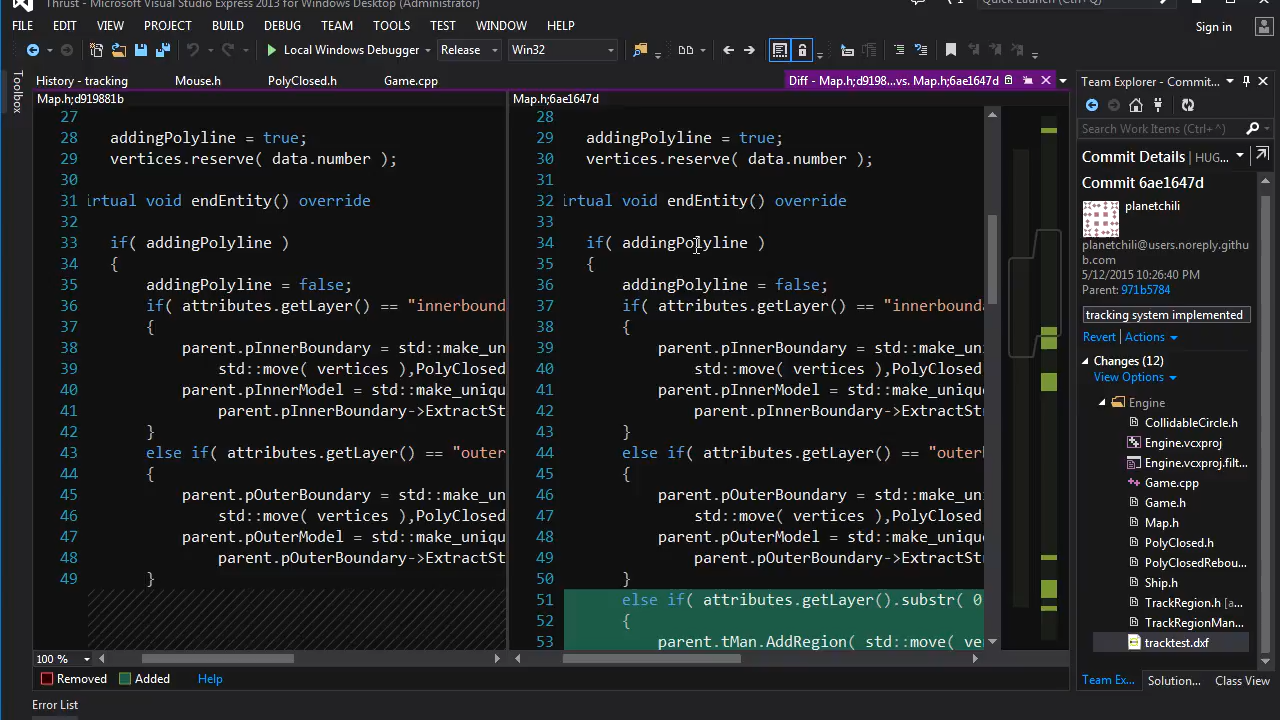 Thrust - Microsoft Visual Studio Express 2013 for Windows Desktop (Administrator)
Quick Launch (Ctrl+Q)
FILE EDIT VIEW PROJECT BUILD DEBUG TEAM TOOLS TEST WINDOW HELP
Sign in
Local Windows Debugger Release Win32
Toolbox
History - tracking Mouse.h PolyClosed.h Game.cpp Diff - Map.h;d9198...vs. Map.h;6ae1647d
Map.h;d919881b
27
28 addingPolyline = true;
29 vertices.reserve( data.number );
30
31 irtual void endEntity() override
32
33 if( addingPolyline )
34 {
35 addingPolyline = false;
36 if( attributes.getLayer() == "innerbound
37 {
38 parent.pInnerBoundary = std::make_un
39 std::move( vertices ),PolyClosed
40 parent.pInnerModel = std::make_unique
41 parent.pInnerBoundary->ExtractSt
42 }
43 else if( attributes.getLayer() == "outer
44 {
45 parent.pOuterBoundary = std::make_un
46 std::move( vertices ),PolyClosed
47 parent.pOuterModel = std::make_unique
48 parent.pOuterBoundary->ExtractSt
49 }
Map.h;6ae1647d
28
29 addingPolyline = true;
30 vertices.reserve( data.number );
31
32 irtual void endEntity() override
33
34 if( addingPolyline )
35 {
36 addingPolyline = false;
37 if( attributes.getLayer() == "innerbounda
38 {
39 parent.pInnerBoundary = std::make_uni
40 std::move( vertices ),PolyClosed:
41 parent.pInnerModel = std::make_unique
42 parent.pInnerBoundary->ExtractStr
43 }
44 else if( attributes.getLayer() == "outerb
45 {
46 parent.pOuterBoundary = std::make_uni
47 std::move( vertices ),PolyClosed:
48 parent.pOuterModel = std::make_unique
49 parent.pOuterBoundary->ExtractStr
50 }
51 else if( attributes.getLayer().substr( 0
52 {
53 parent.tMan.AddRegion( std::move( ve
100 %
Removed Added Help
Error List
Team Explorer - Commit...
Search Work Items (Ctrl+')
Commit Details | HUG...
Commit 6ae1647d
planetchili
planetchili@users.noreply.githu
b.com
5/12/2015 10:26:40 PM
Parent: 971b5784
tracking system implemented
Revert Actions
Changes (12)
View Options
Engine
CollidableCircle.h
Engine.vcxproj
Engine.vcxproj.filt...
Game.cpp
Game.h
Map.h
PolyClosed.h
PolyClosedRebou...
Ship.h
TrackRegion.h [a...
TrackRegionMan...
tracktest.dxf
Team Ex... Solution... Class View